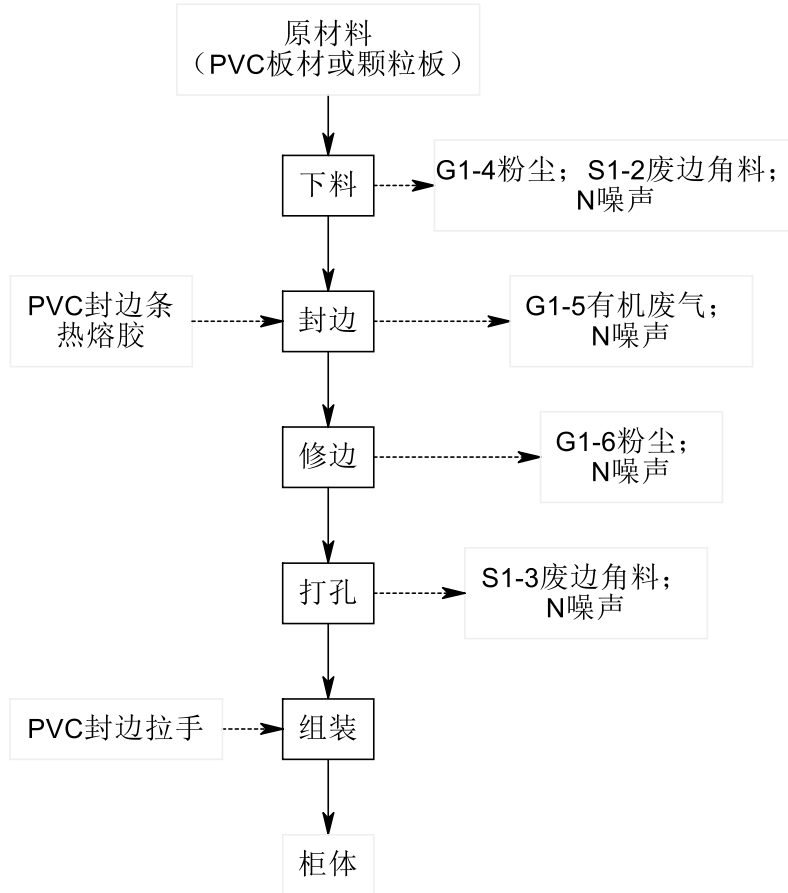 原材料
（PVC板材或颗粒板）
下料
G1-4粉尘；S1-2废边角料；
N噪声
PVC封边条
热熔胶
封边
G1-5有机废气；
N噪声
修边
G1-6粉尘；
N噪声
打孔
S1-3废边角料；
N噪声
PVC封边拉手
组装
柜体